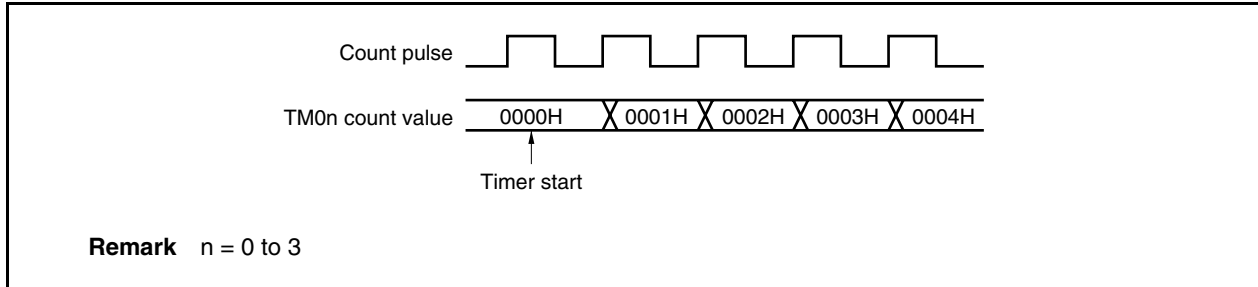 Count pulse
TM0n count value 0000H 0001H 0002H 0003H 0004H
Timer start
Remark n = 0 to 3